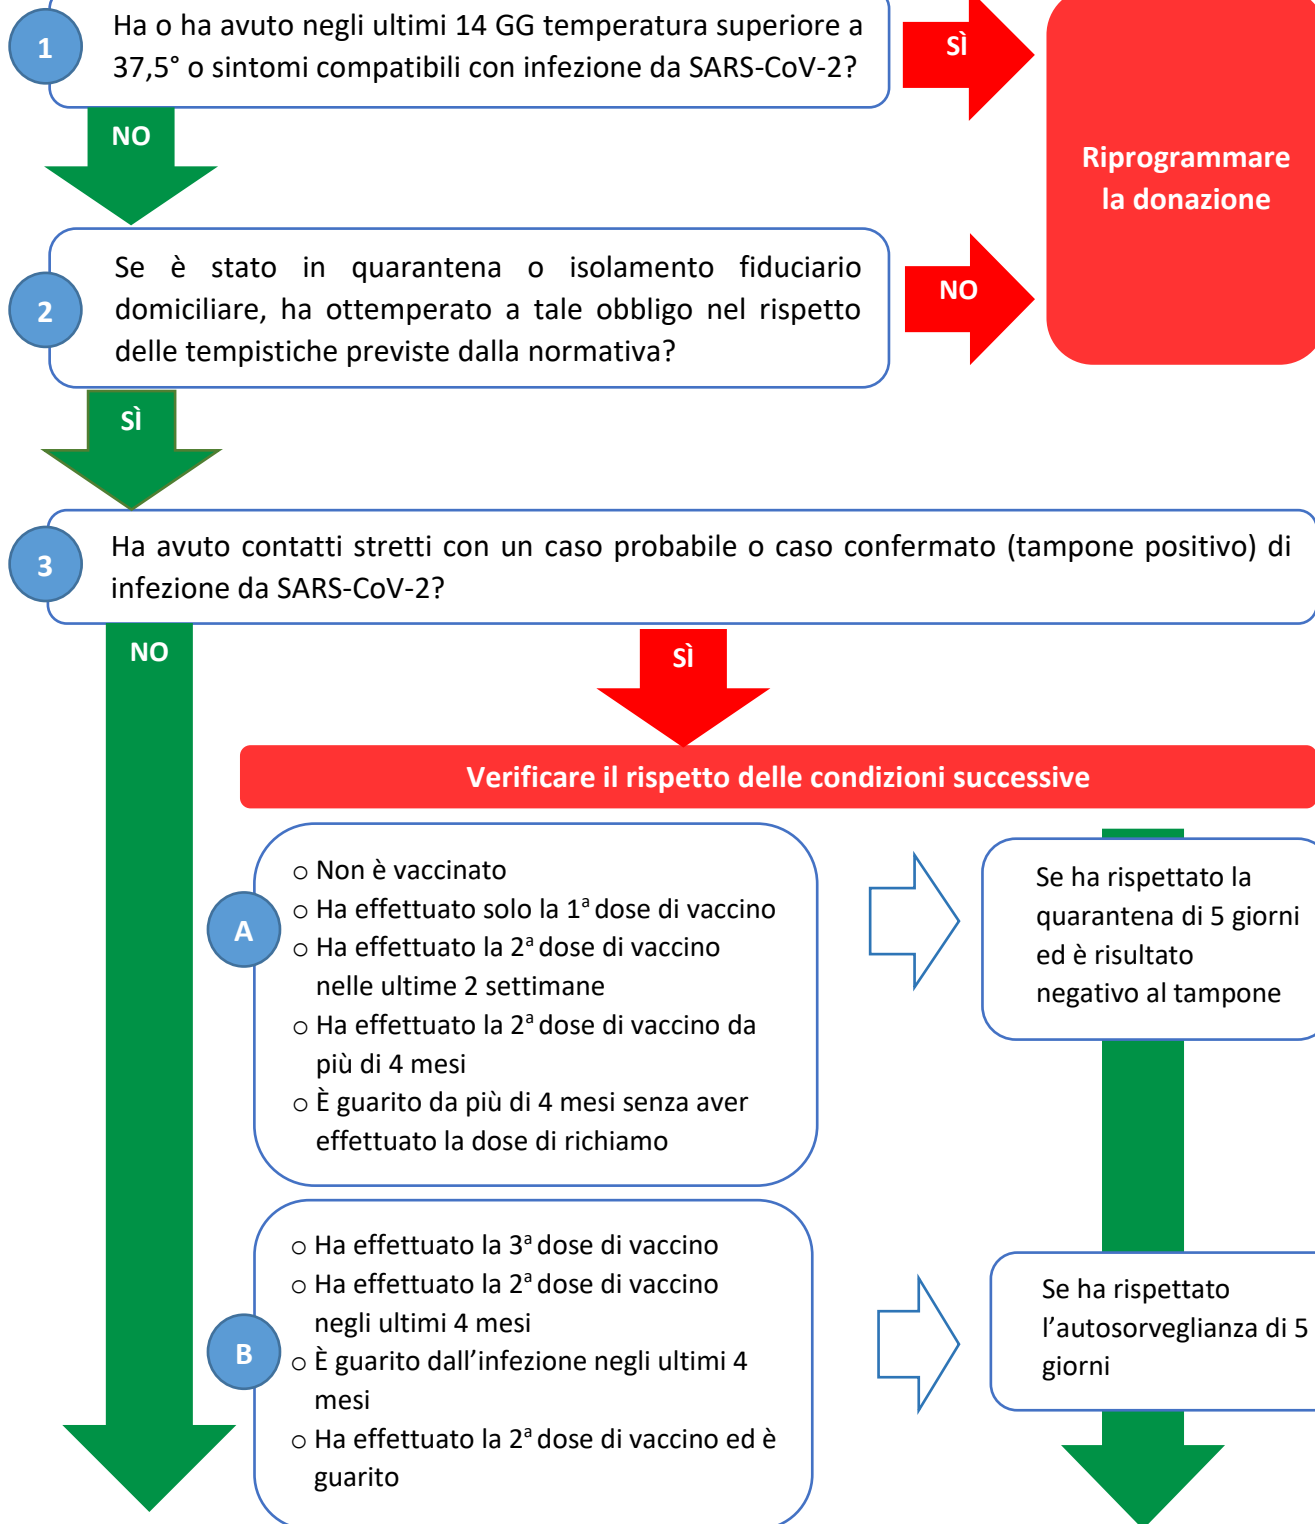 1
Ha o ha avuto negli ultimi 14 GG temperatura superiore a
37,5° o sintomi compatibili con infezione da SARS-CoV-2?
SÌ
NO
Riprogrammare
la donazione
2
Se è stato in quarantena o isolamento fiduciario
domiciliare, ha ottemperato a tale obbligo nel rispetto
delle tempistiche previste dalla normativa?
NO
SÌ
3
Ha avuto contatti stretti con un caso probabile o caso confermato (tampone positivo) di
infezione da SARS-CoV-2?
NO
SÌ
Verificare il rispetto delle condizioni successive
A
o Non è vaccinato
o Ha effettuato solo la 1ª dose di vaccino
o Ha effettuato la 2ª dose di vaccino
nelle ultime 2 settimane
o Ha effettuato la 2ª dose di vaccino da
più di 4 mesi
o È guarito da più di 4 mesi senza aver
effettuato la dose di richiamo
Se ha rispettato la
quarantena di 5 giorni
ed è risultato
negativo al tampone
B
o Ha effettuato la 3ª dose di vaccino
o Ha effettuato la 2ª dose di vaccino
negli ultimi 4 mesi
o È guarito dall’infezione negli ultimi 4
mesi
o Ha effettuato la 2ª dose di vaccino ed è
guarito
Se ha rispettato
l’autosorveglianza di 5
giorni